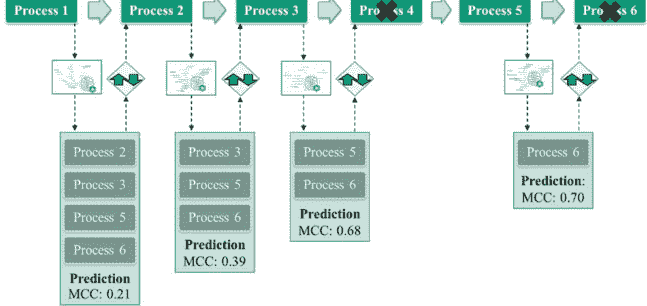 Process 1
Process 2
Process 3
Process 4
Process 5
Process 6
Process 2
Process 3
Process 5
Process 6
Prediction
MCC: 0.21
Process 3
Process 5
Process 6
Prediction
MCC: 0.39
Process 5
Process 6
Prediction
MCC: 0.68
Process 6
Prediction:
MCC: 0.70